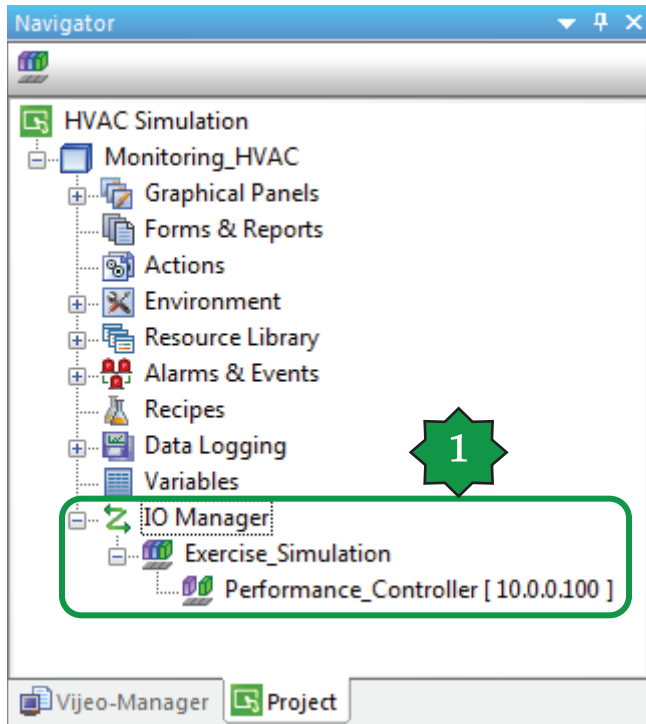 Navigator
HVAC Simulation
Monitoring_HVAC
Graphical Panels
Forms & Reports
Actions
Environment
Resource Library
Alarms & Events
Recipes
Data Logging
1
Variables
IO Manager
Exercise_Simulation
Performance_Controller [ 10.0.0.100 ]
Vijeo-Manager Project